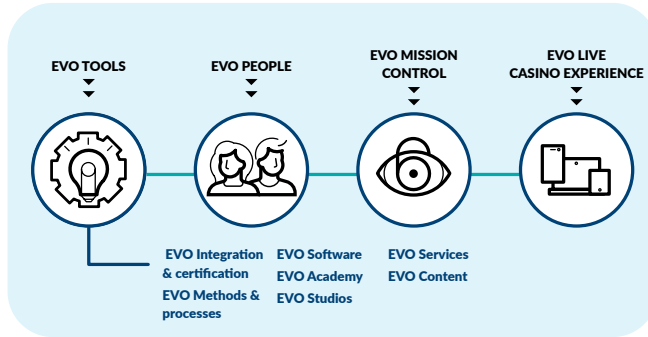 EVO TOOLS
EVO PEOPLE
EVO MISSION
CONTROL
EVO LIVE
CASINO EXPERIENCE
EVO Integration
& certification
EVO Methods &
processes
EVO Software
EVO Academy
EVO Studios
EVO Services
EVO Content